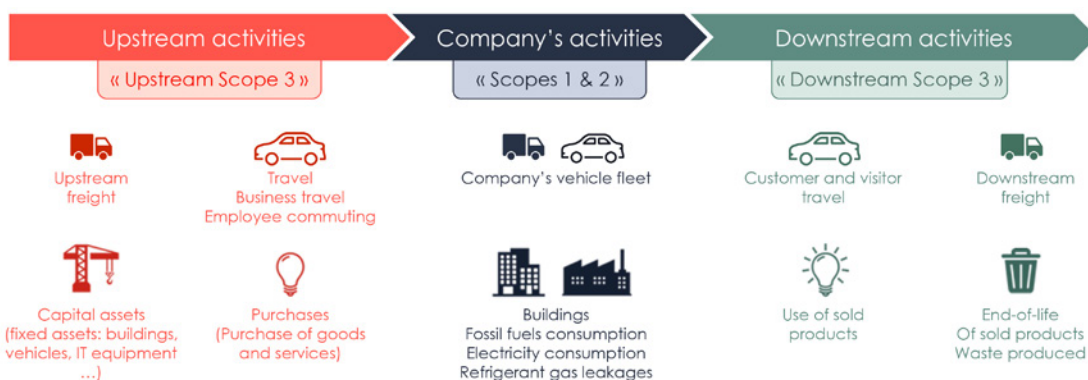 Upstream activities
Company's activities
Downstream activities
« Upstream Scope 3 »
« Scopes 1 & 2 »
« Downstream Scope 3 »
Upstream
freight
Travel
Business travel
Employee commuting
Company's vehicle fleet
Customer and visitor
travel
Downstream
freight
Capital assets
(fixed assets: buildings,
vehicles, IT equipment
...)
Purchases
(Purchase of goods
and services)
Buildings
Fossil fuels consumption
Electricity consumption
Refrigerant gas leakages
Use of sold
products
End-of-life
Of sold products
Waste produced